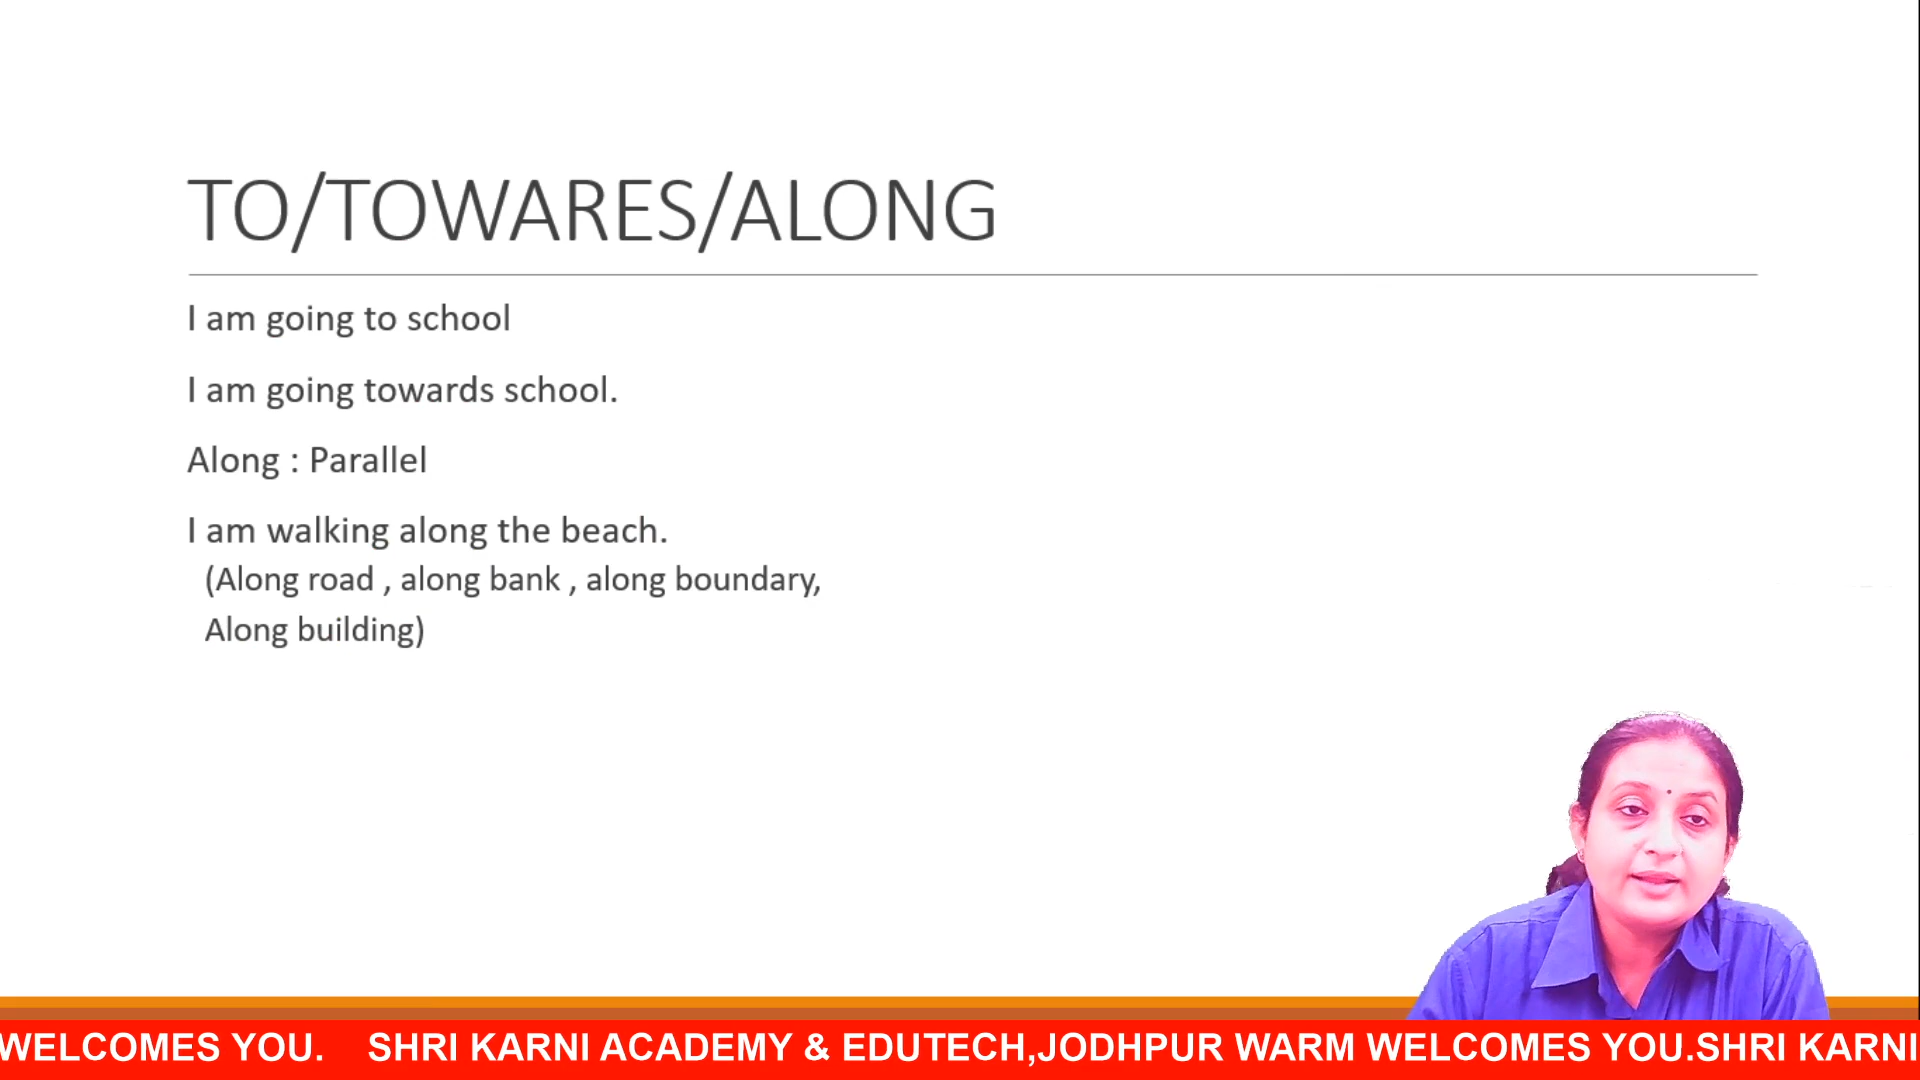 TO/TOWARES/ALONG
I am going to school
I am going towards school.
Along : Parallel
I am walking along the beach.
(Along road , along bank , along boundary,
Along building)
WELCOMES YOU. SHRI KARNI ACADEMY & EDUTECH,JODHPUR WARM WELCOMES YOU.SHRI KARNI